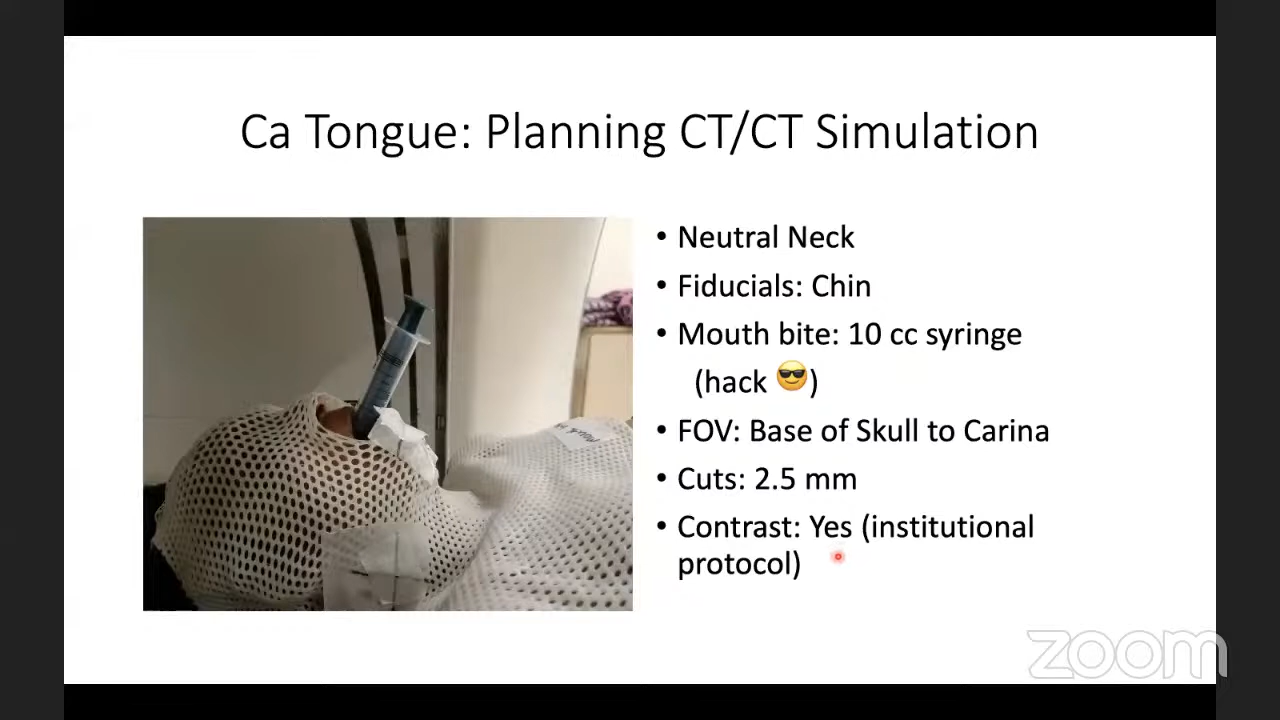 Ca Tongue: Planning CT/CT Simulation
• Neutral Neck
• Fiducials: Chin
• Mouth bite: 10 cc syringe
(hack 😎)
• FOV: Base of Skull to Carina
• Cuts: 2.5 mm
• Contrast: Yes (institutional
protocol)
zoom